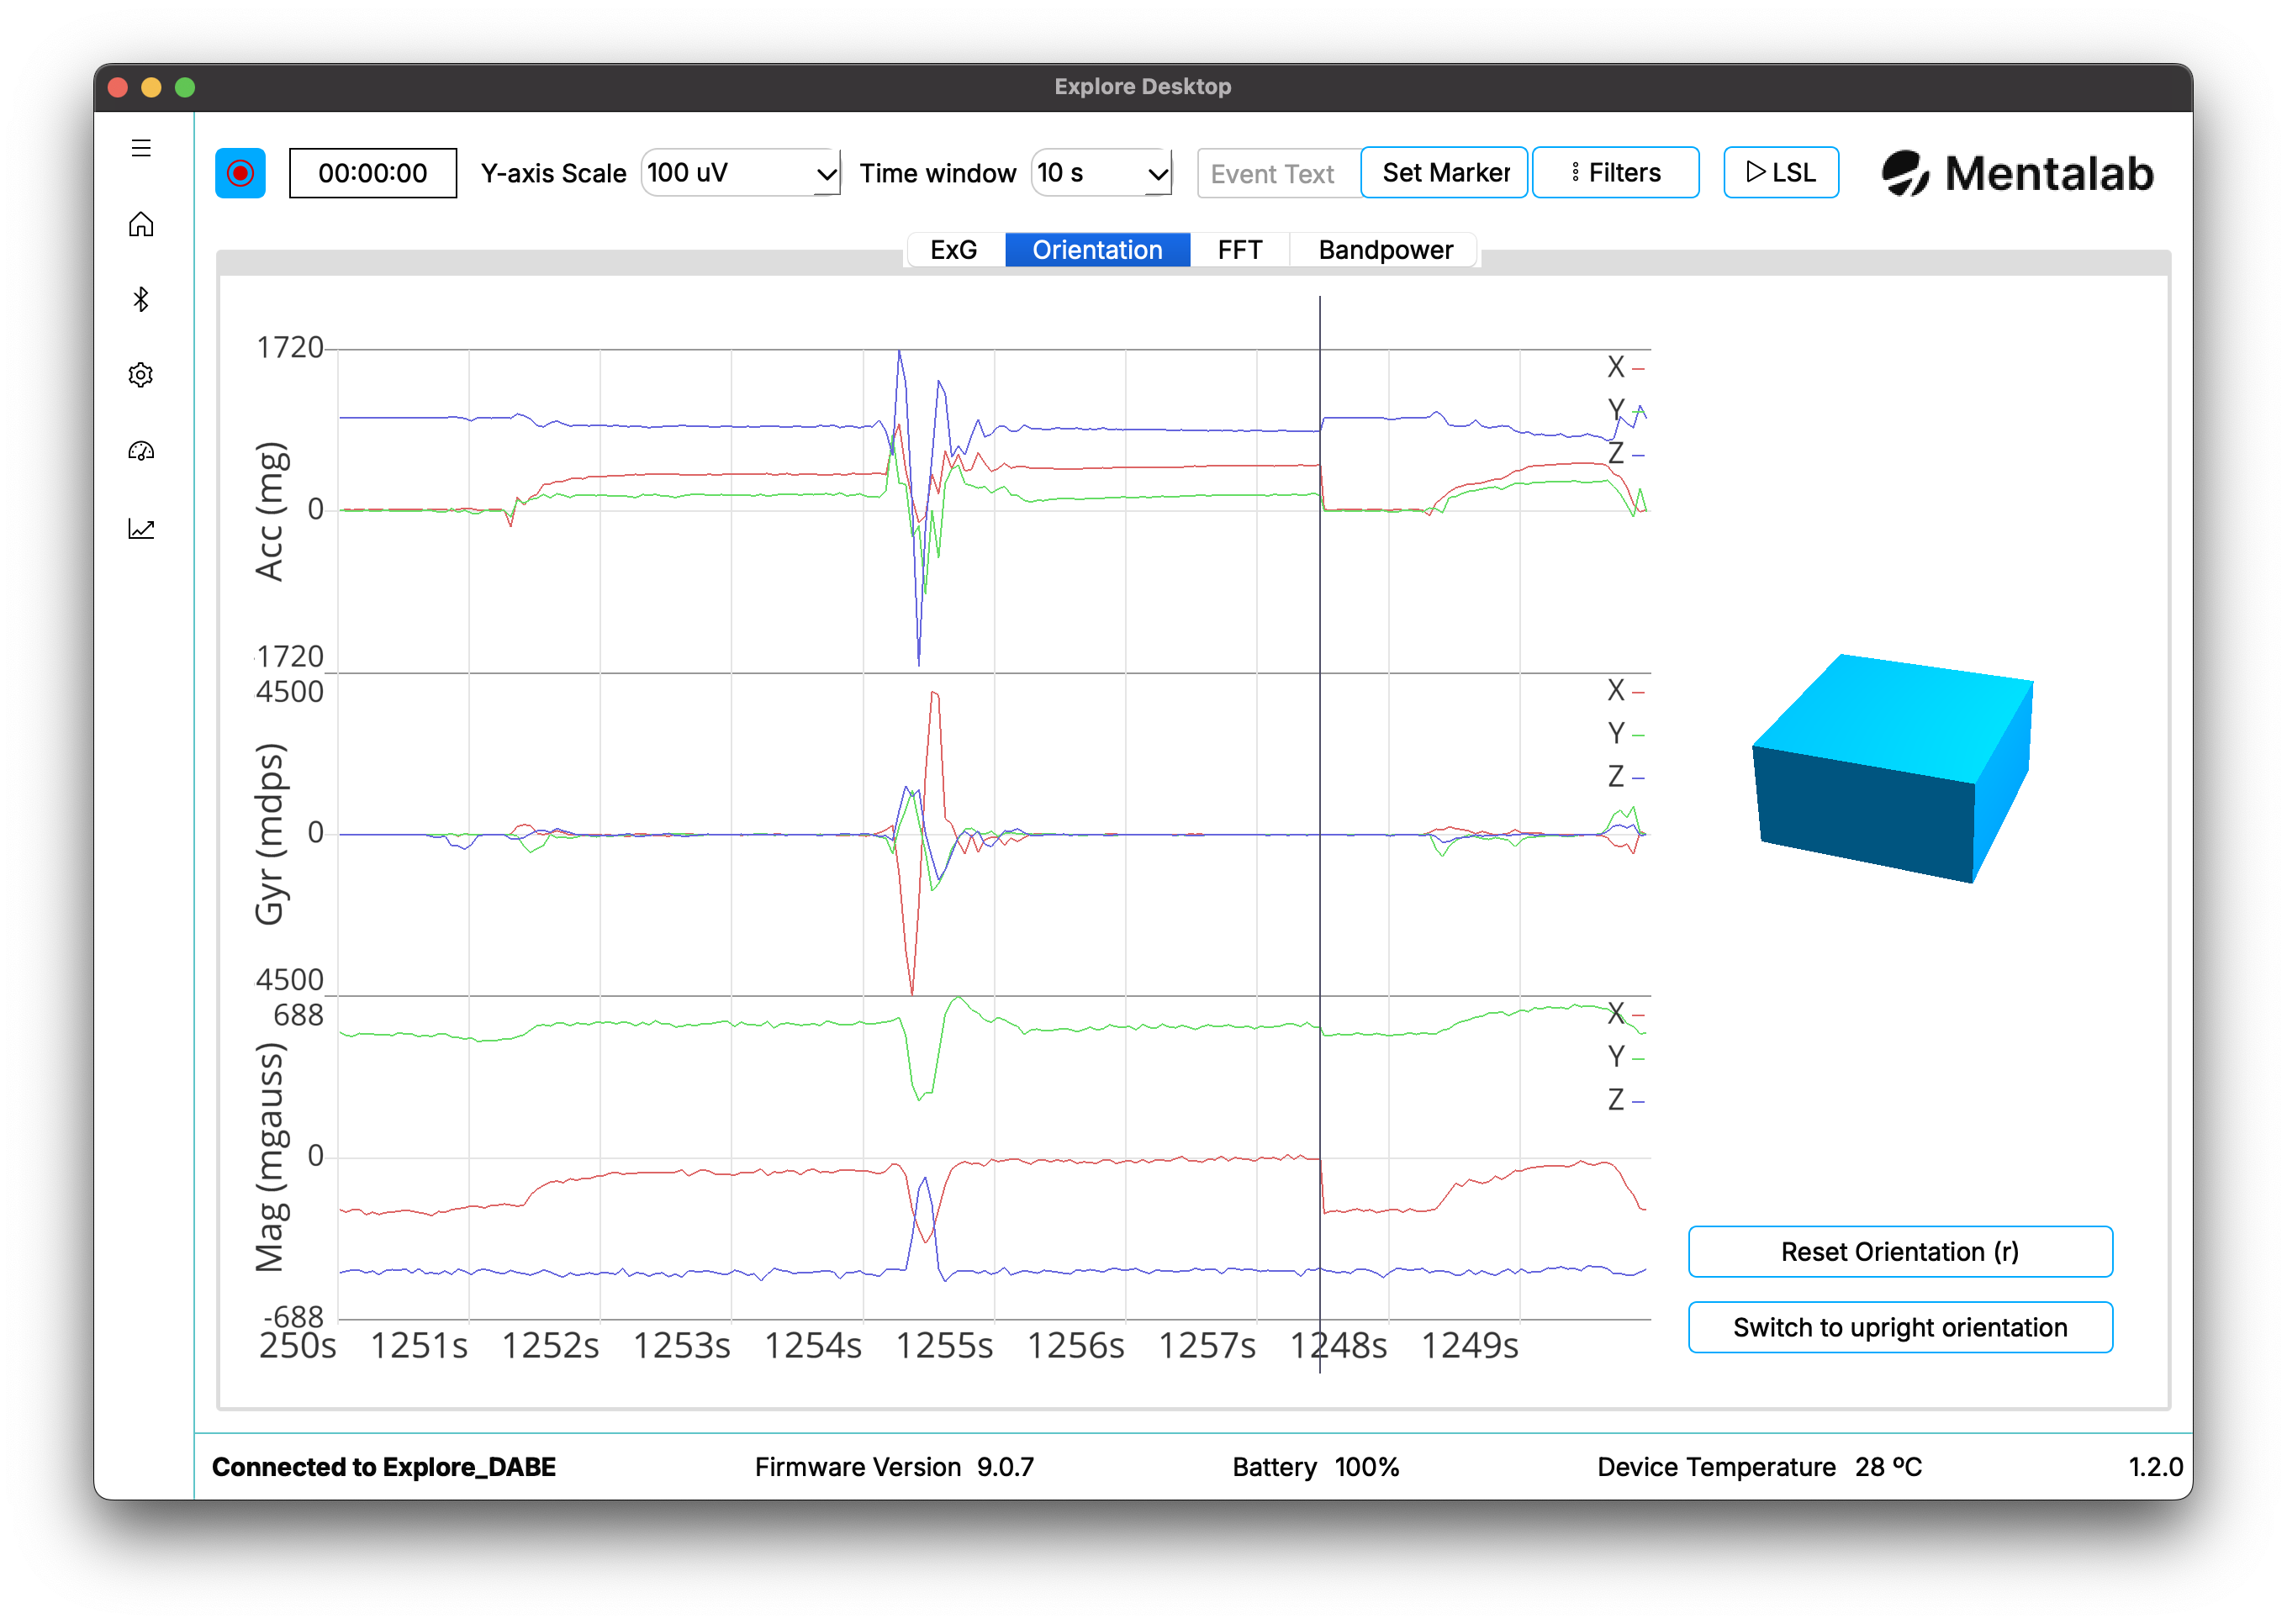 Explore Desktop
00:00:00 Y-axis Scale 100 uV Time window 10 s Event Text Set Marker Filters LSL Mentalab
ExG Orientation FFT Bandpower
1720
X
Y
Z
Acc (mg)
0
-1720
4500
X
Y
Z
Gyr (mdps)
0
4500
688
X
Y
Z
Mag (mgauss)
0
-688
250s 1251s 1252s 1253s 1254s 1255s 1256s 1257s 1248s 1249s
Reset Orientation (r)
Switch to upright orientation
Connected to Explore_DABE Firmware Version 9.0.7 Battery 100% Device Temperature 28 ºC 1.2.0